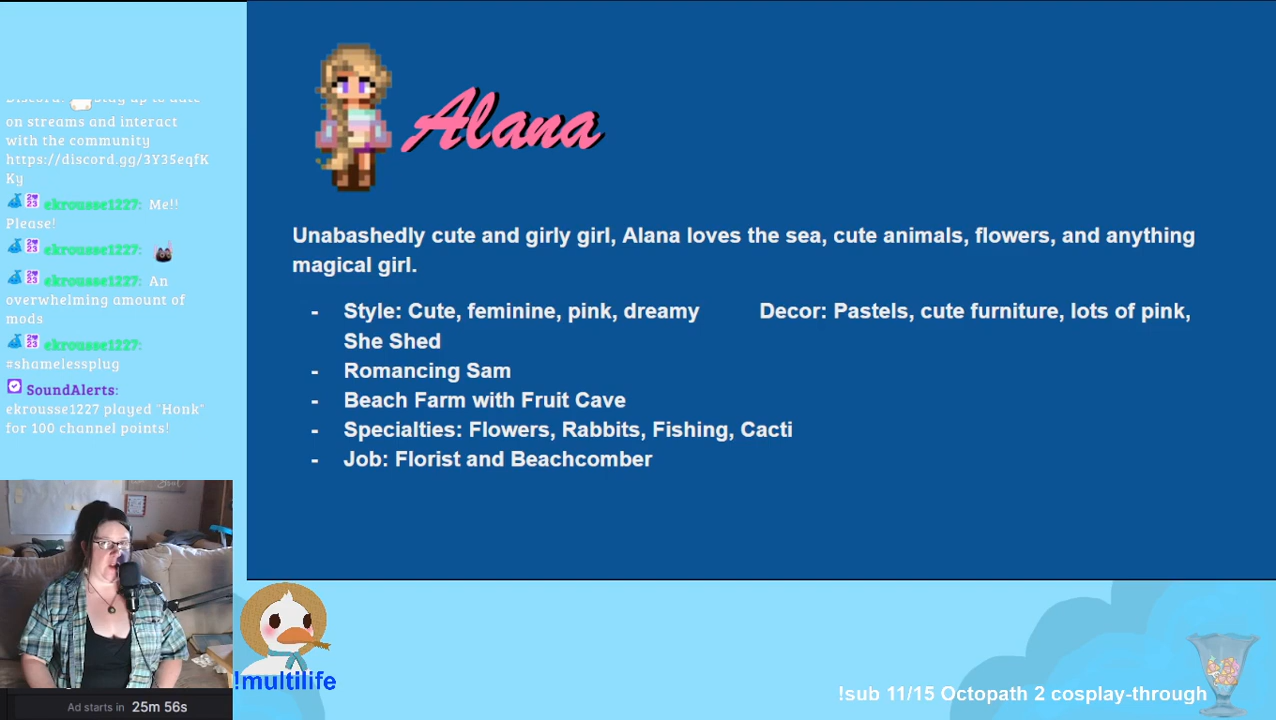 on streams and interact
with the community
https://discord.gg/3Y35eqfK
Ky
ekrousse1227: Me!!
Please!
ekrousse1227:
ekrousse1227: An
overwhelming amount of
mods
ekrousse1227:
#shamelessplug
SoundAlerts:
ekrousse1227 played "Honk"
for 100 channel points!
Alana
Unabashedly cute and girly girl, Alana loves the sea, cute animals, flowers, and anything
magical girl.
- Style: Cute, feminine, pink, dreamy Decor: Pastels, cute furniture, lots of pink,
She Shed
- Romancing Sam
- Beach Farm with Fruit Cave
- Specialties: Flowers, Rabbits, Fishing, Cacti
- Job: Florist and Beachcomber
!multilife
!sub 11/15 Octopath 2 cosplay-through
Ad starts in 25m 56s